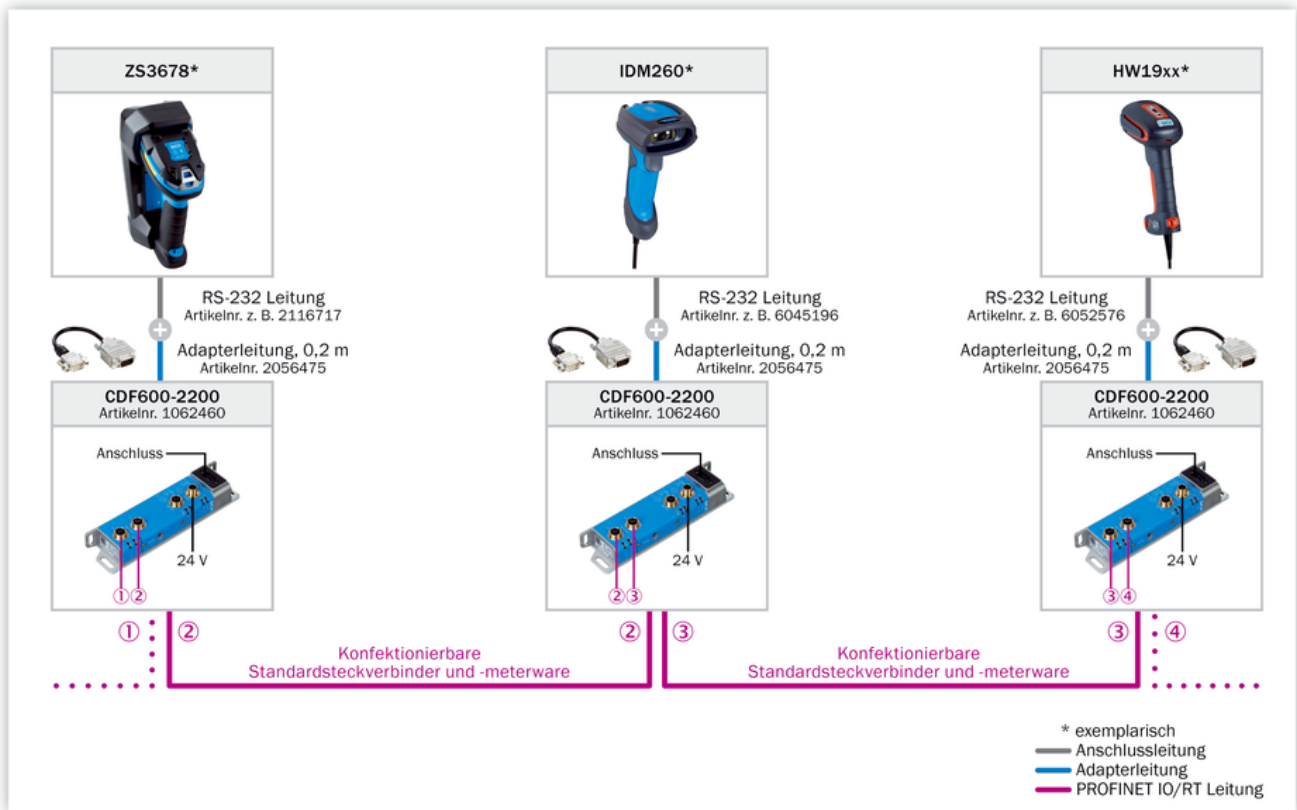 ZS3678*
IDM260*
HW19xx*
RS-232 Leitung
Artikelnr. z. B. 2116717
RS-232 Leitung
Artikelnr. z. B. 6045196
RS-232 Leitung
Artikelnr. z. B. 6052576
Adapterleitung, 0,2 m
Artikelnr. 2056475
Adapterleitung, 0,2 m
Artikelnr. 2056475
Adapterleitung, 0,2 m
Artikelnr. 2056475
CDF600-2200
Artikelnr. 1062460
CDF600-2200
Artikelnr. 1062460
CDF600-2200
Artikelnr. 1062460
Anschluss
Anschluss
Anschluss
24 V
24 V
24 V
①②
②③
③④
① ②
② ③
③ ④
Konfektionierbare
Standardsteckverbinder und -meterware
Konfektionierbare
Standardsteckverbinder und -meterware
* exemplarisch
Anschlussleitung
Adapterleitung
PROFINET IO/RT Leitung